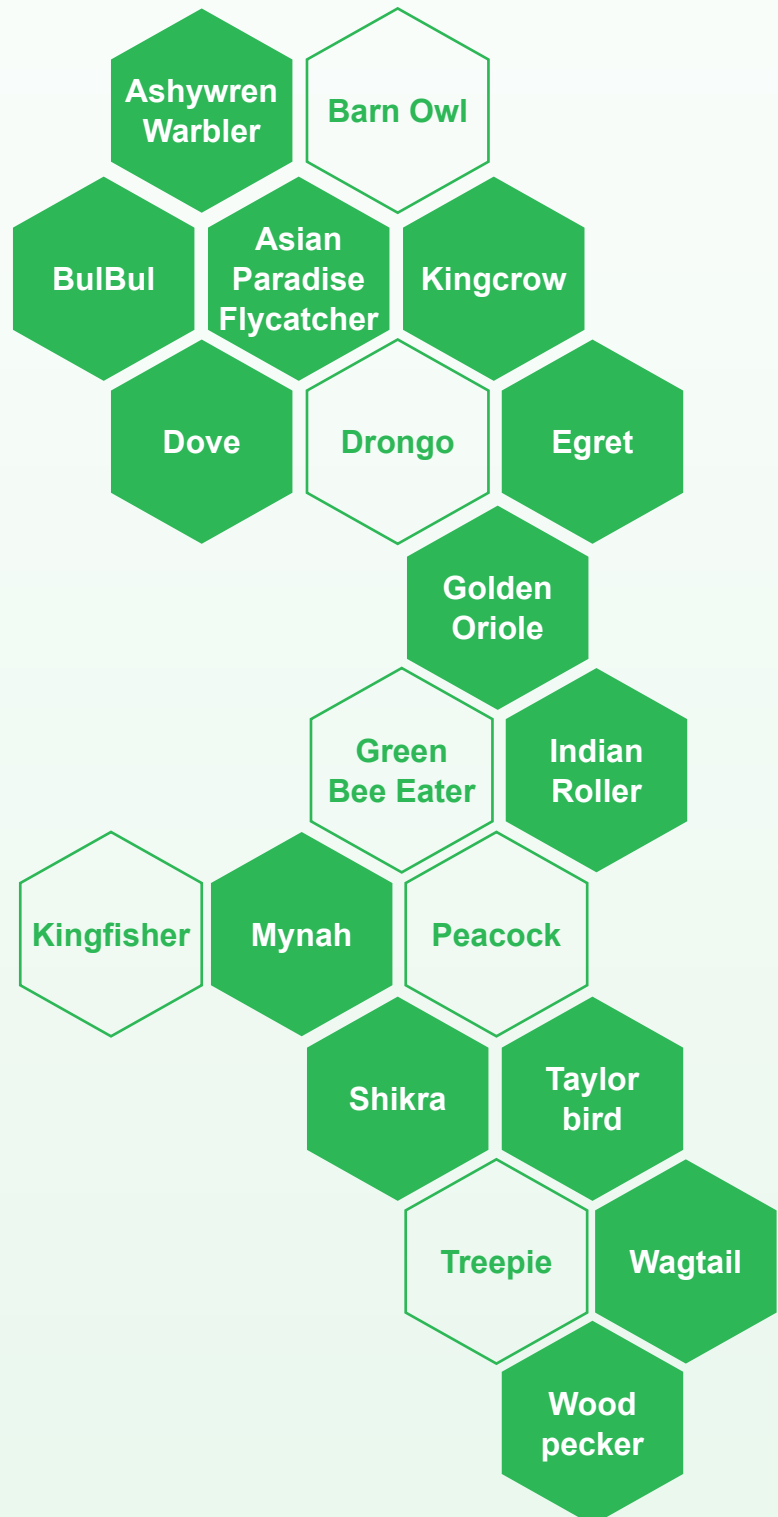 Ashywren
Warbler
Barn Owl
BulBul
Asian
Paradise
Flycatcher
Kingcrow
Dove
Drongo
Egret
Golden
Oriole
Green
Bee Eater
Indian
Roller
Kingfisher
Mynah
Peacock
Shikra
Taylor
bird
Treepie
Wagtail
Wood
pecker